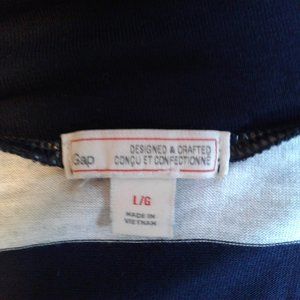 Gap
DESIGNED & CRAFTED
CONÇU ET CONFECTIONNÉ
L/G
MADE IN
VIETNAM